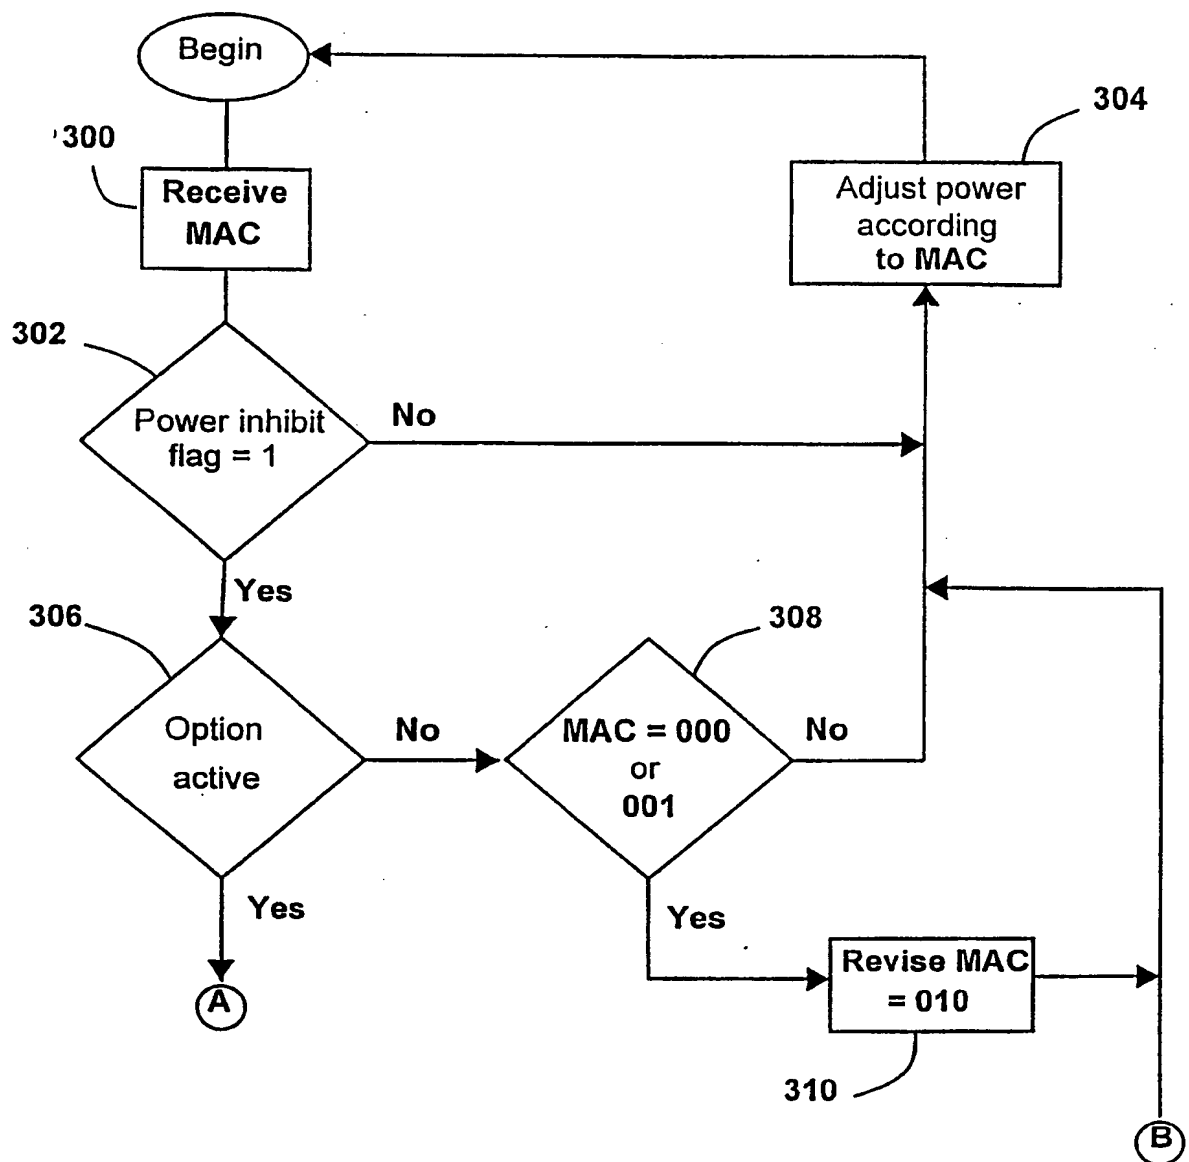 Begin
300
Receive
MAC
304
Adjust power
according
to MAC
302
Power inhibit
flag = 1
No
Yes
306
Option
active
No
308
MAC = 000
or
001
No
Yes
Yes
Revise MAC
= 010
A
310
B